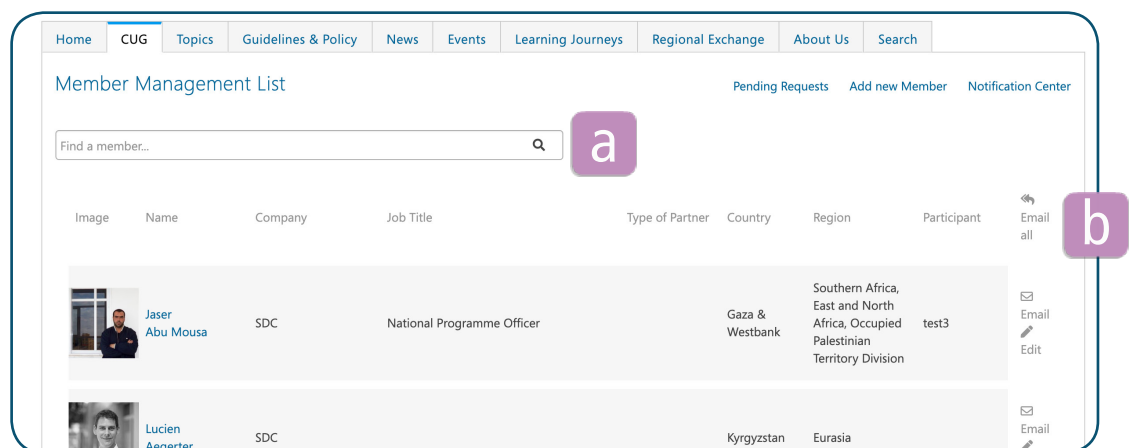 Home CUG Topics Guidelines & Policy News Events Learning Journeys Regional Exchange About Us Search
Member Management List
Pending Requests Add new Member Notification Center
Find a member...
a
Image Name Company Job Title Type of Partner Country Region Participant
Email
all
b
Jaser
Abu Mousa
SDC
National Programme Officer
Gaza &
Westbank
Southern Africa,
East and North
Africa, Occupied
Palestinian
Territory Division
test3
Email
Edit
Lucien
Aegerter
SDC
Kyrgyzstan
Eurasia
Email